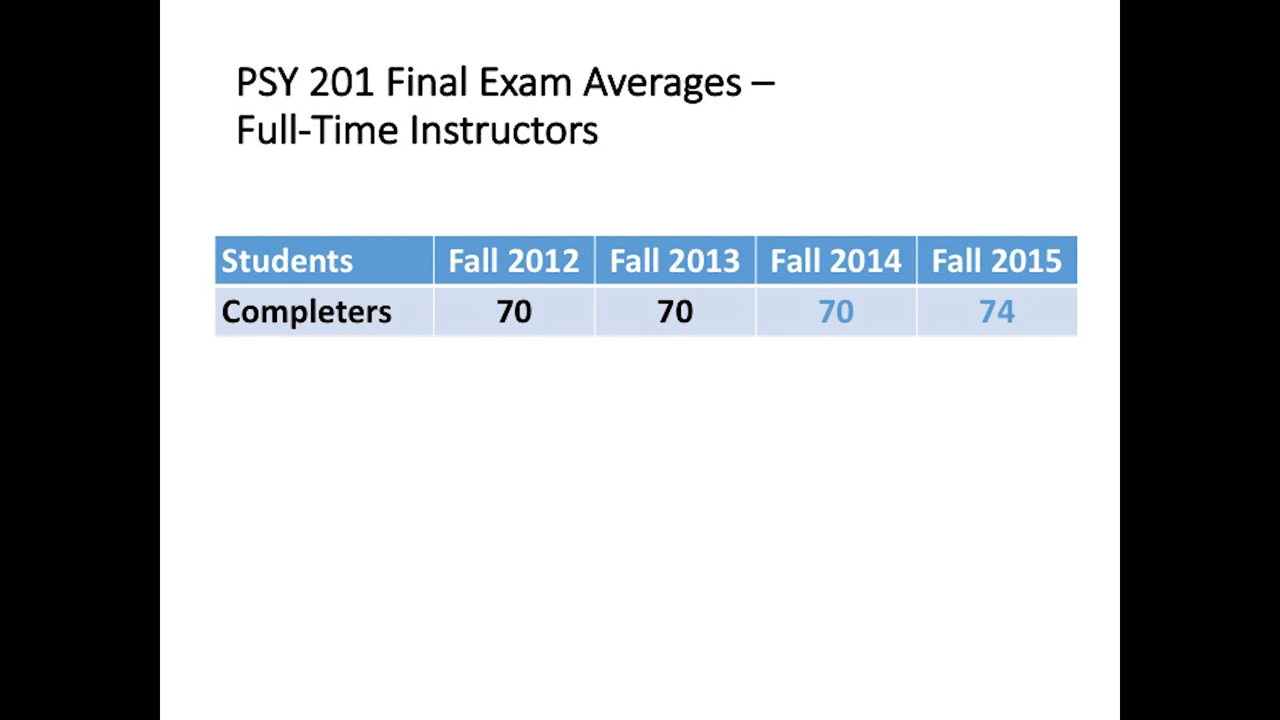 PSY 201 Final Exam Averages –
Full-Time Instructors
Students Fall 2012 Fall 2013 Fall 2014 Fall 2015
Completers 70 70 70 74